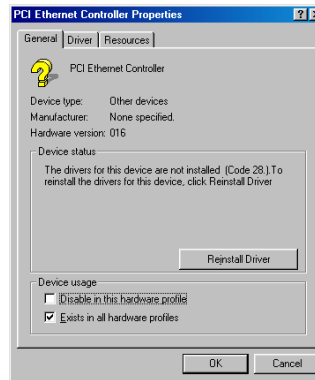 PCI Ethernet Controller Properties
General Driver Resources
PCI Ethernet Controller
Device type: Other devices
Manufacturer: None specified.
Hardware version: 016
Device status
The drivers for this device are not installed (Code 28.).To
reinstall the drivers for this device, click Reinstall Driver
Reinstall Driver
Device usage
Disable in this hardware profile
Exists in all hardware profiles
OK Cancel